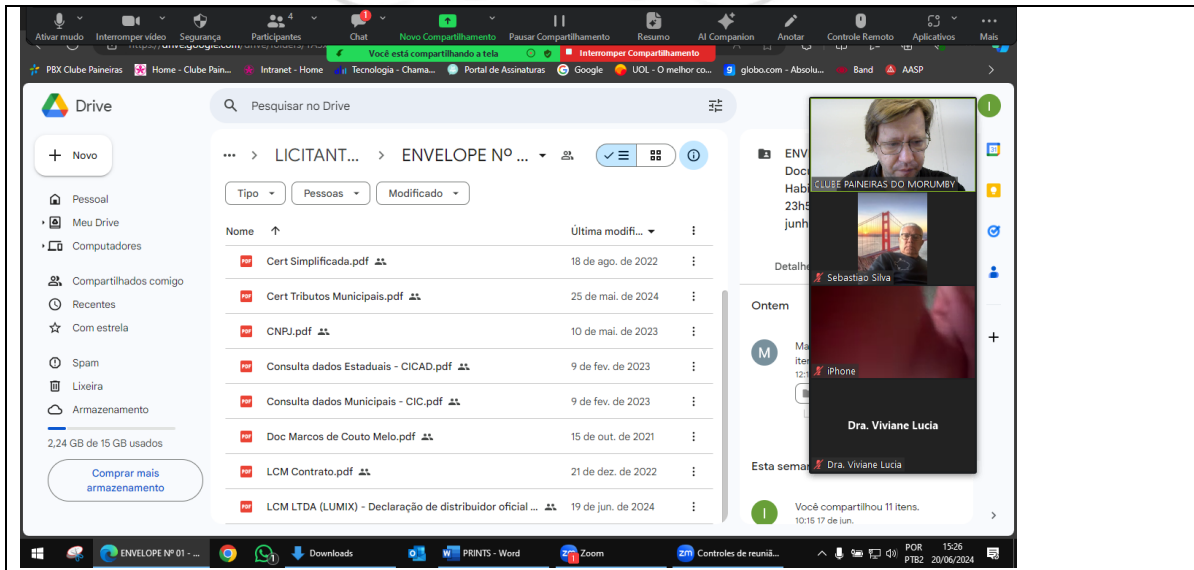 4
1
Ativar mudo Interromper vídeo Segurança Participantes Chat Novo Compartilhamento Pausar Compartilhamento Resumo AI Companion Anotar Controle Remoto Aplicativos Mais
Você está compartilhando a tela Interromper Compartilhamento
PBX Clube Paineiras Home - Clube Pain... Intranet - Home Tecnologia - Chama... Portal de Assinaturas Google UOL - O melhor co... globo.com - Absolu... Band AASP
Drive
Pesquisar no Drive
I
Novo
LICITANT... > ENVELOPE Nº ...
Tipo Pessoas Modificado
Pessoal
Meu Drive
Computadores
Compartilhados comigo
Recentes
Com estrela
Spam
Lixeira
Armazenamento
2,24 GB de 15 GB usados
Comprar mais
armazenamento
Nome Última modifi...
Cert Simplificada.pdf 18 de ago. de 2022
Cert Tributos Municipais.pdf 25 de mai. de 2024
CNPJ.pdf 10 de mai. de 2023
Consulta dados Estaduais - CICAD.pdf 9 de fev. de 2023
Consulta dados Municipais - CIC.pdf 9 de fev. de 2023
Doc Marcos de Couto Melo.pdf 15 de out. de 2021
LCM Contrato.pdf 21 de dez. de 2022
LCM LTDA (LUMIX) - Declaração de distribuidor oficial ... 19 de jun. de 2024
ENV
Doc
Habi
23h5
junh
Detalhe
Ontem
M
Ma
iter
12:1
Esta sema
I
Você compartilhou 11 itens.
10:15 17 de jun.
CLUBE PAINEIRAS DO MORUMBY
Sebastiao Silva
iPhone
Dra. Viviane Lucia
Dra. Viviane Lucia
ENVELOPE Nº 01 - ... Downloads PRINTS - Word Zoom Controles de reuniã... POR 15:26
PTB2 20/06/2024